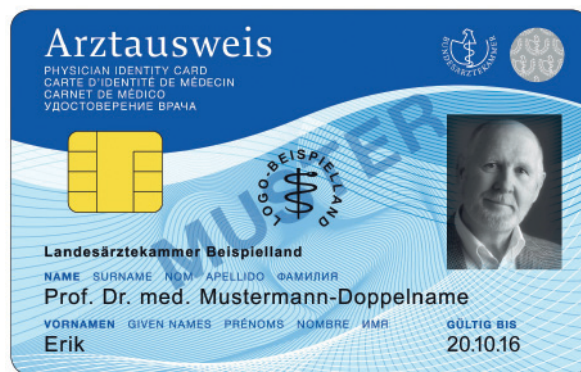 Arztausweis
PHYSICIAN IDENTITY CARD
CARTE D'IDENTITÉ DE MÉDECIN
CARNET DE MÉDICO
УДОСТОВЕРЕНИЕ ВРАЧА
BUNDESÄRZTEKAMMER
MUSTER
LOGO-BEISPIELLAND
Landesärztekammer Beispielland
NAME SURNAME NOM APELLIDO ФАМИЛИЯ
Prof. Dr. med. Mustermann-Doppelname
VORNAMEN GIVEN NAMES PRÉNOMS NOMBRE ИМЯ GÜLTIG BIS
Erik 20.10.16